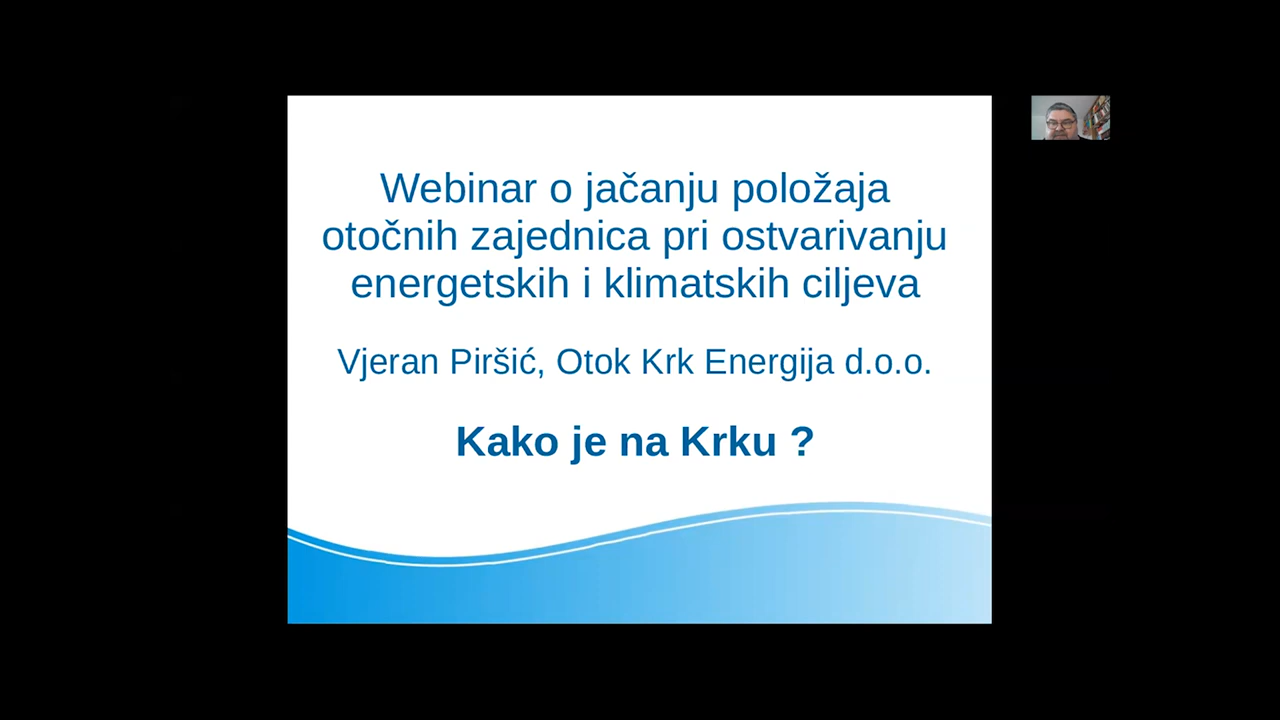 Webinar o jačanju položaja
otočnih zajednica pri ostvarivanju
energetskih i klimatskih ciljeva
Vjeran Piršić, Otok Krk Energija d.o.o.
Kako je na Krku ?